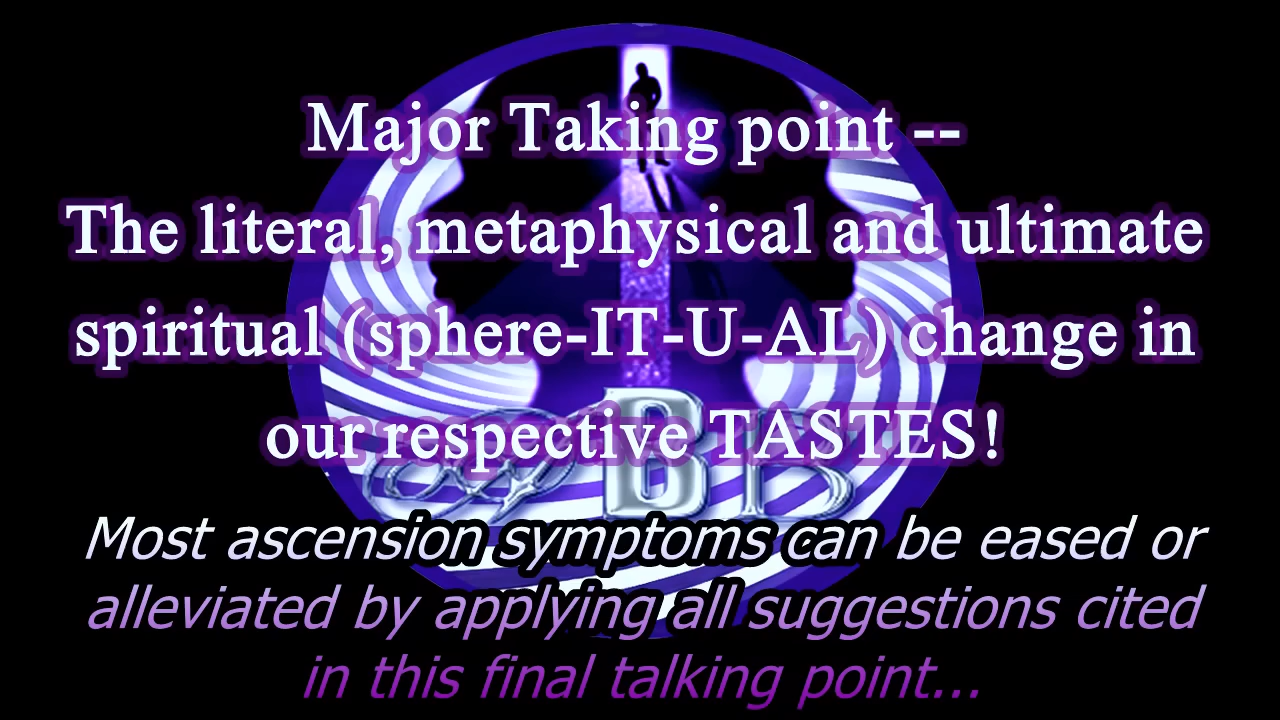 Major Taking point --
The literal, metaphysical and ultimate
spiritual (sphere-IT-U-AL) change in
our respective TASTES!
Most ascension symptoms can be eased or
alleviated by applying all suggestions cited
in this final talking point...